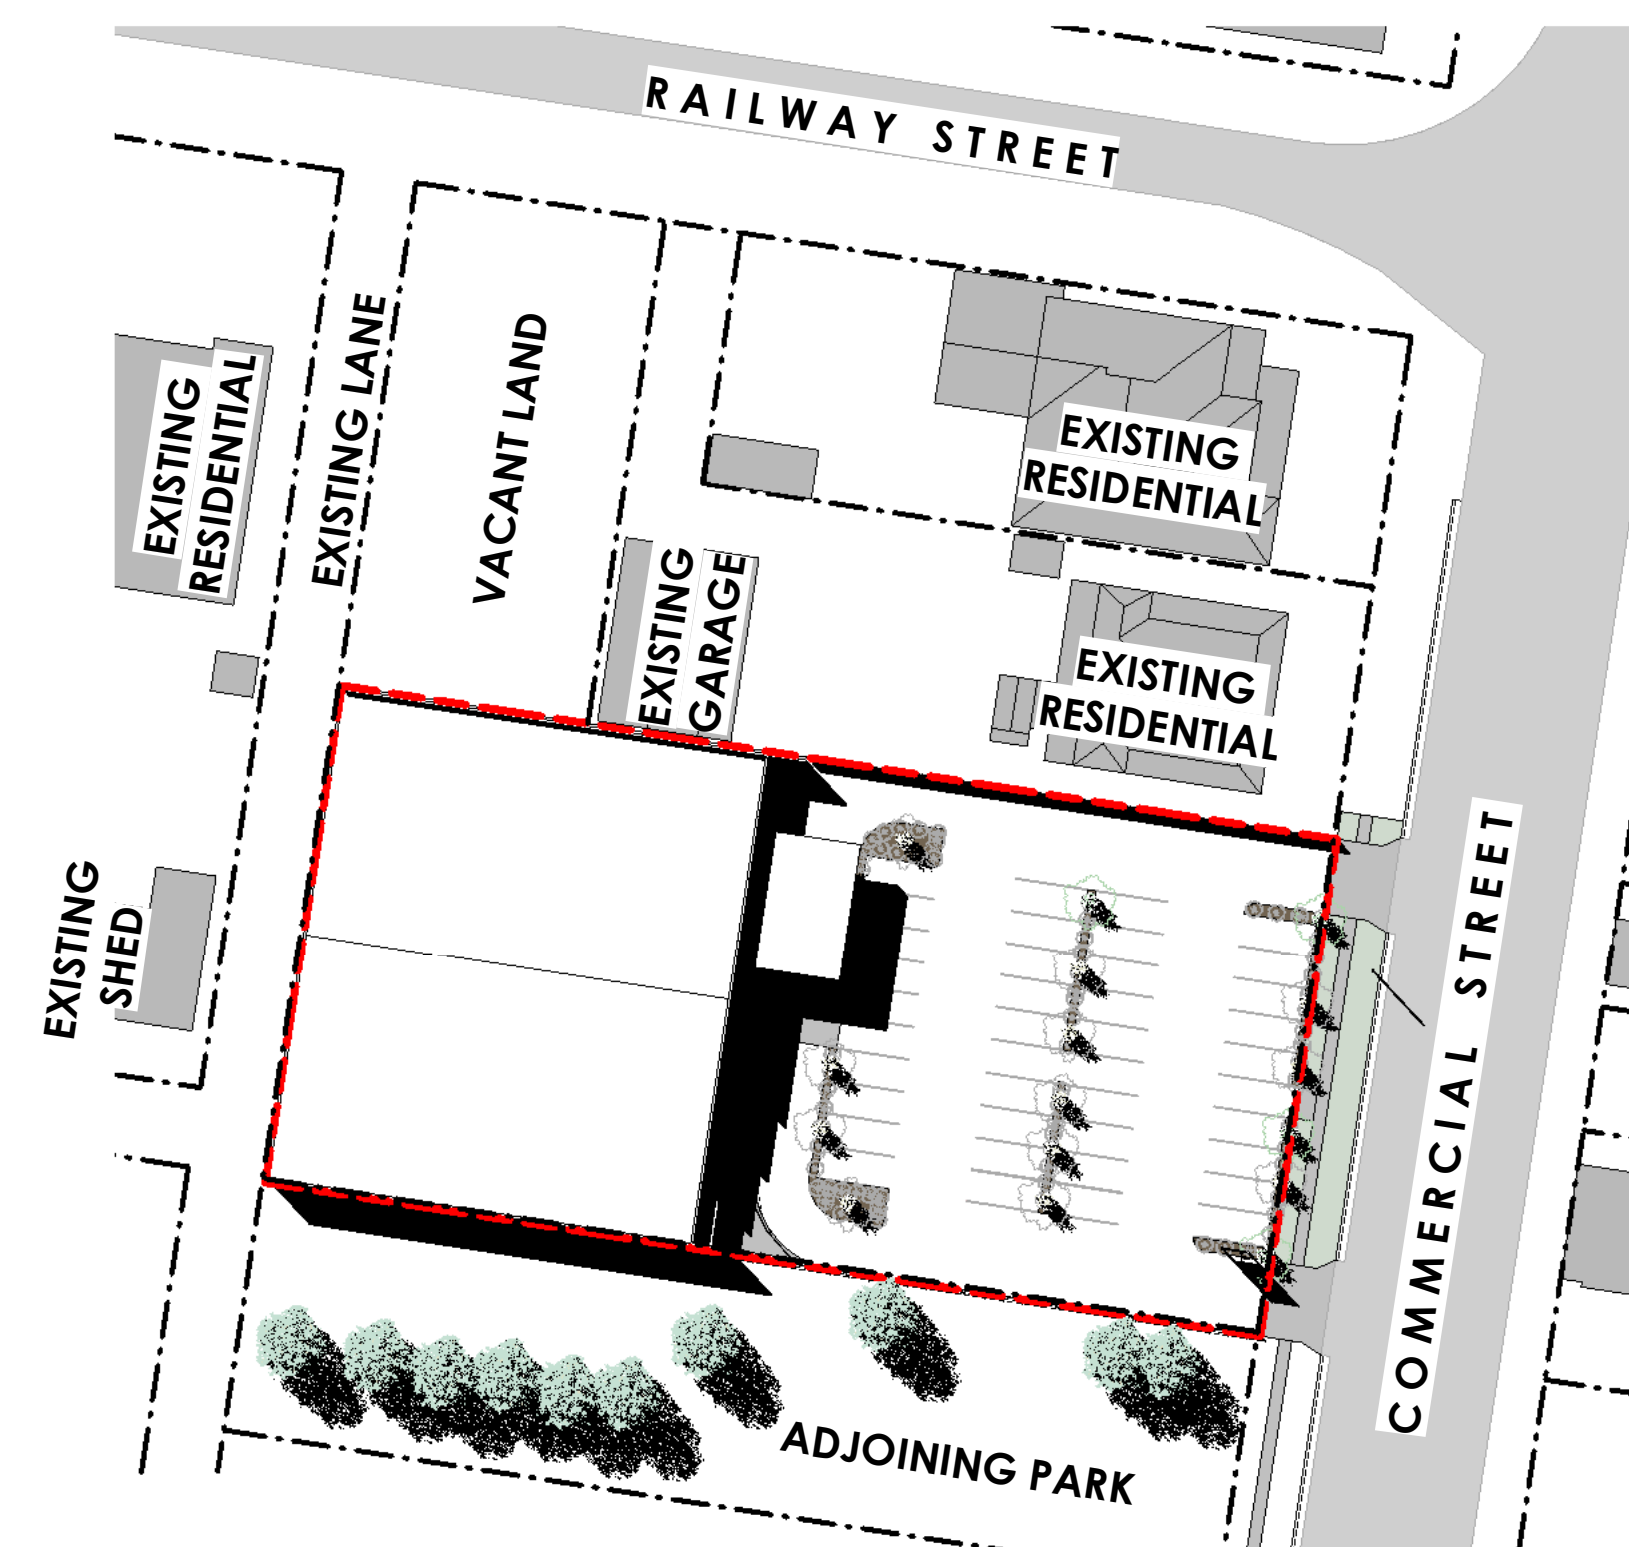 RAILWAY STREET
EXISTING
RESIDENTIAL
EXISTING LANE
VACANT LAND
EXISTING
RESIDENTIAL
EXISTING
GARAGE
EXISTING
RESIDENTIAL
EXISTING
SHED
COMMERCIAL STREET
ADJOINING PARK